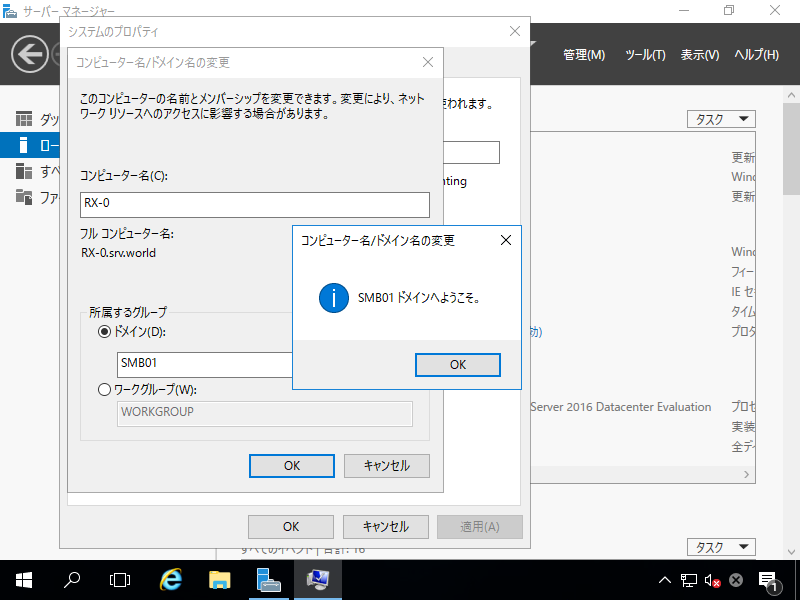 サーバー マネージャー
システムのプロパティ
コンピューター名/ドメイン名の変更
管理(M)
ツール(T)
表示(V)
ヘルプ(H)
このコンピューターの名前とメンバーシップを変更できます。変更により、ネット
ワーク リソースへのアクセスに影響する場合があります。
われます。
タスク
更新
Wind
更新
コンピューター名(C):
RX-0
nting
フル コンピューター名:
RX-0.srv.world
コンピューター名/ドメイン名の変更
SMB01 ドメインへようこそ。
OK
Wind
フィー
IE セ
タイム
プロダ
所属するグループ
ドメイン(D):
SMB01
ワークグループ(W):
WORKGROUP
Server 2016 Datacenter Evaluation
プロセ
実装
全ディ
OK
キャンセル
OK
キャンセル
適用(A)
すべてのイベント | 合計: 16
タスク
1